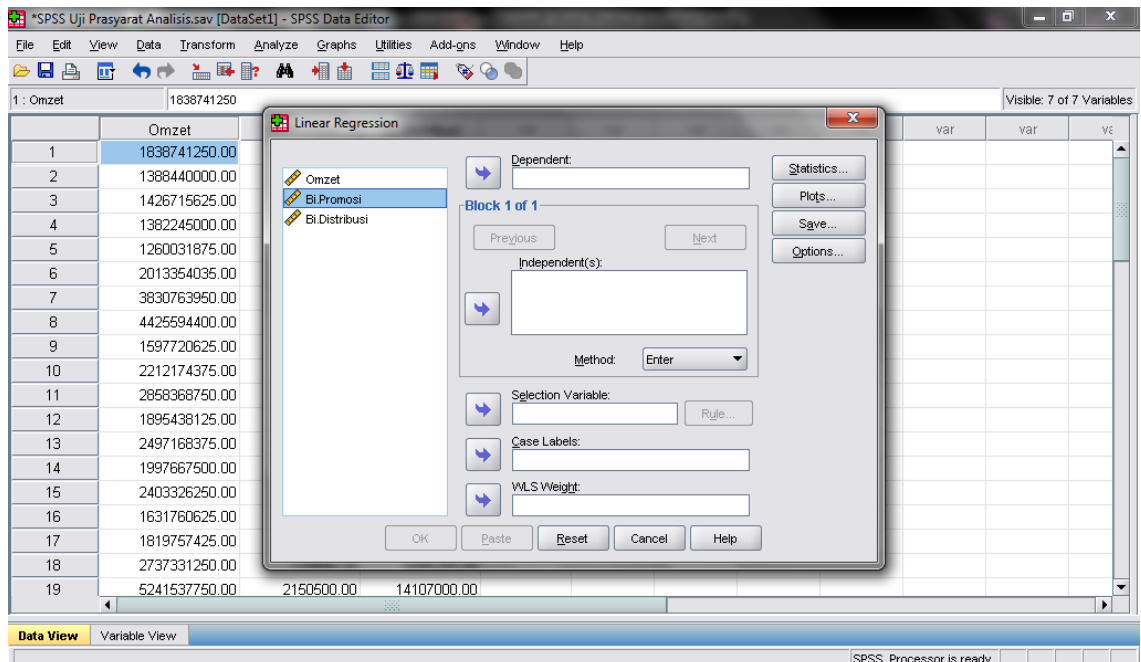 *SPSS Uji Prasyarat Analisis.sav [DataSet1] - SPSS Data Editor
File Edit View Data Transform Analyze Graphs Utilities Add-ons Window Help
1 : Omzet 1838741250 Visible: 7 of 7 Variables
Omzet var var va
1 1838741250.00
2 1388440000.00
3 1426715625.00
4 1382245000.00
5 1260031875.00
6 2013354035.00
7 3830763950.00
8 4425594400.00
9 1597720625.00
10 2212174375.00
11 2858368750.00
12 1895438125.00
13 2497168375.00
14 1997667500.00
15 2403326250.00
16 1631760625.00
17 1819757425.00
18 2737331250.00
19 5241537750.00 2150500.00 14107000.00
Linear Regression
Omzet
Bi.Promosi
Bi.Distribusi
Dependent:
Block 1 of 1
Previous Next
Independent(s):
Method: Enter
Selection Variable:
Rule...
Case Labels:
WLS Weight:
Statistics...
Plots...
Save...
Options...
OK Paste Reset Cancel Help
Data View Variable View
SPSS Processor is ready